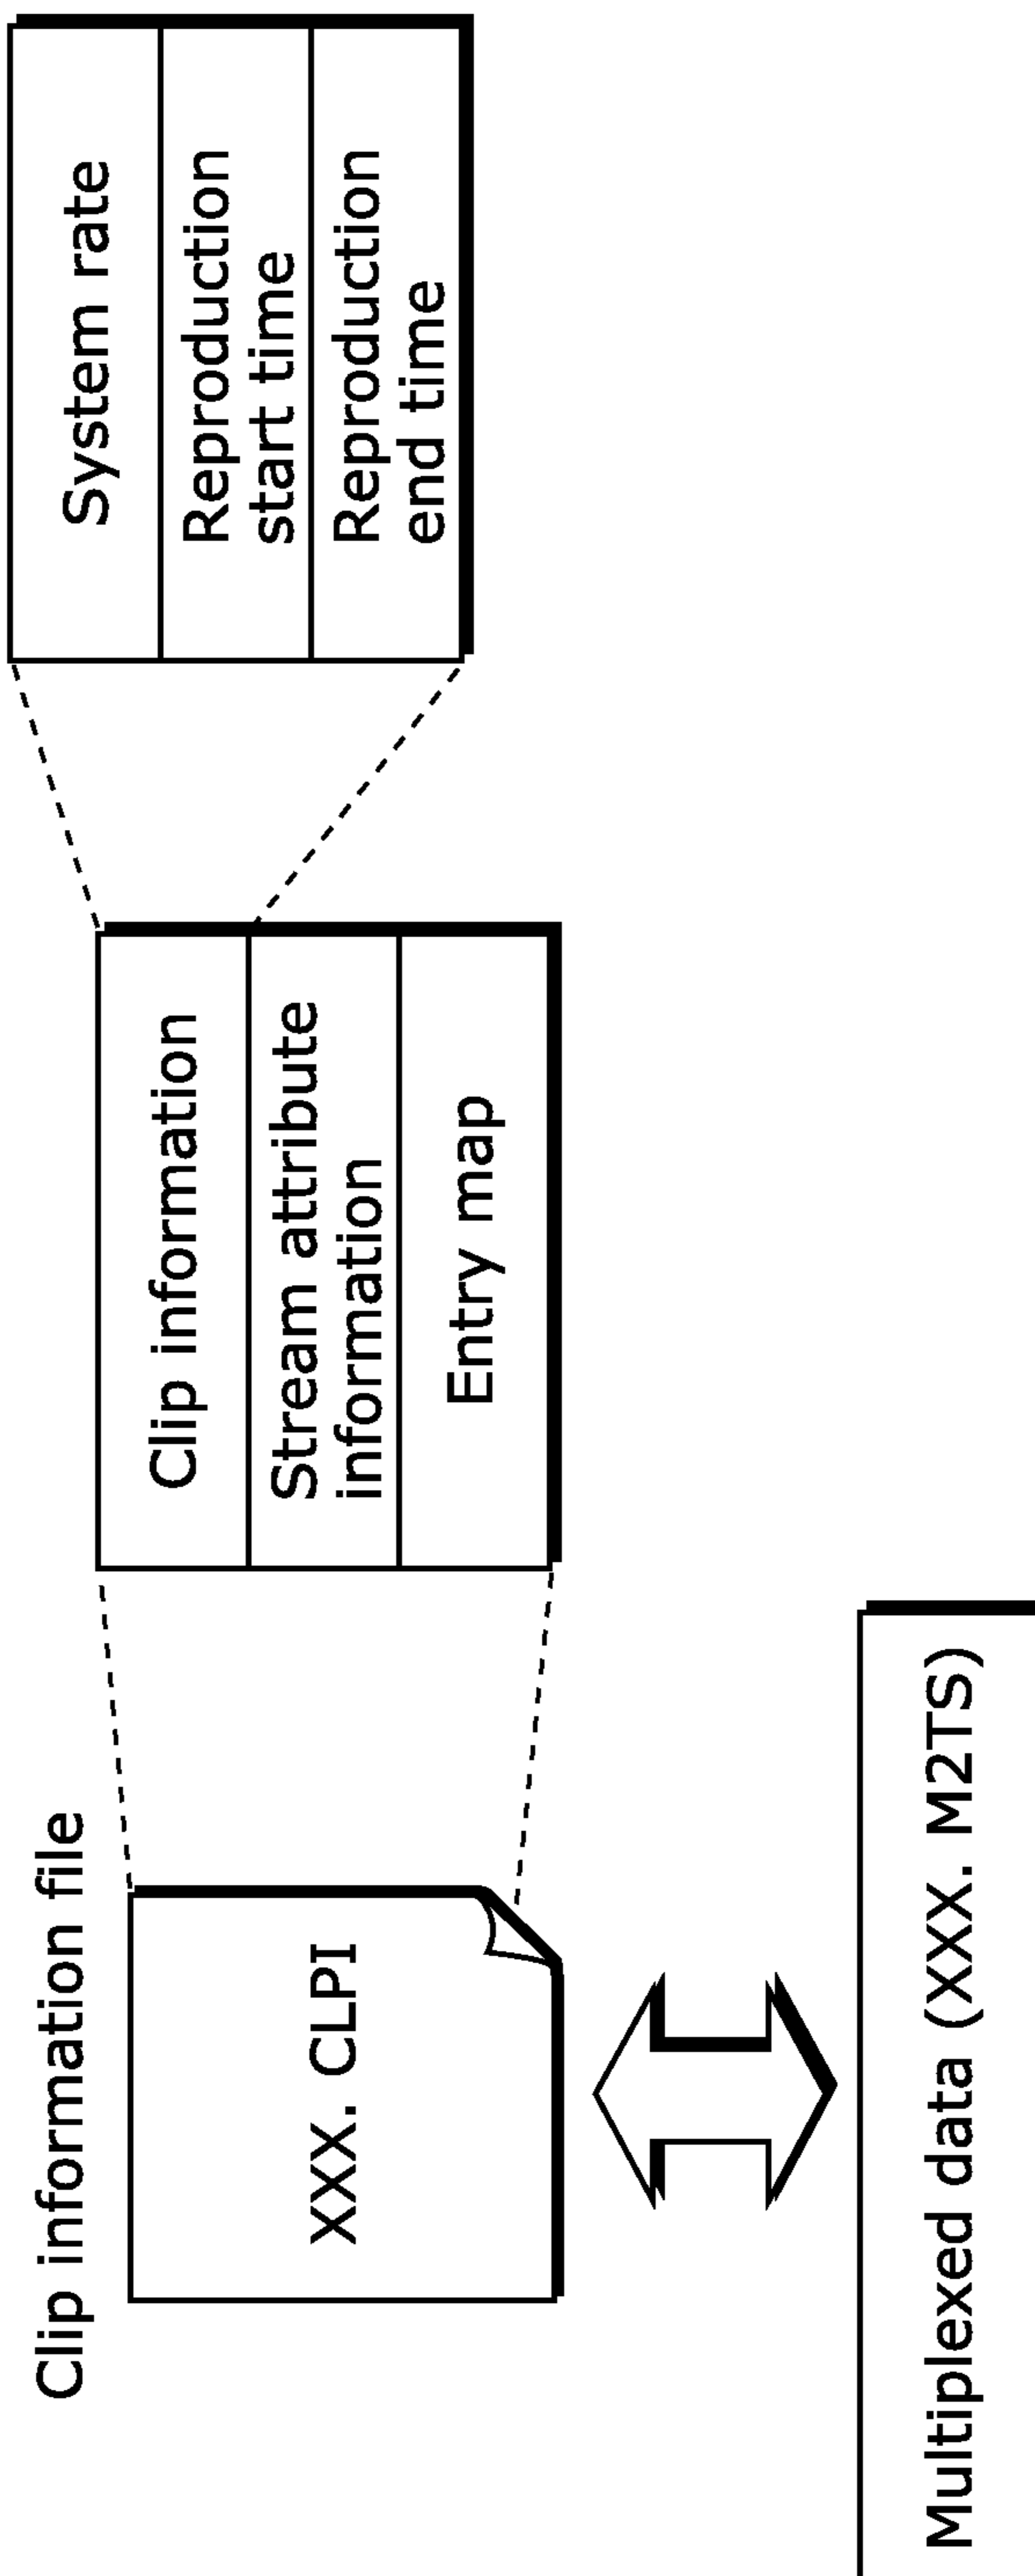 Clip information file
XXX. CLPI
Clip information
Stream attribute
information
Entry map
System rate
Reproduction
start time
Reproduction
end time
Multiplexed data (XXX. M2TS)